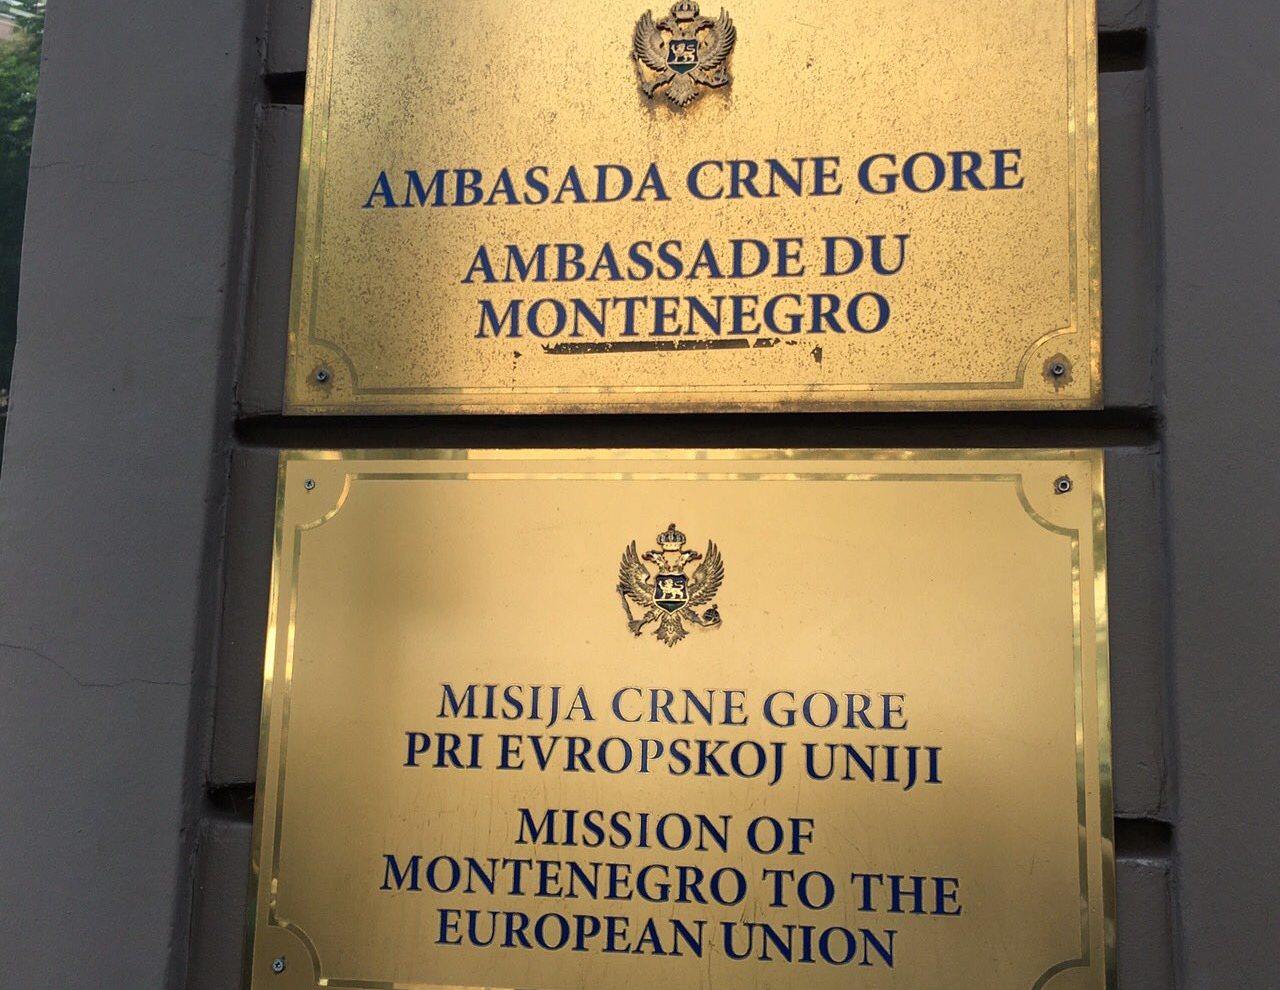 AMBASADA CRNE GORE
AMBASSADE DU
MONTENEGRO
MISIJA CRNE GORE
PRI EVROPSKOJ UNIJI
MISSION OF
MONTENEGRO TO THE
EUROPEAN UNION